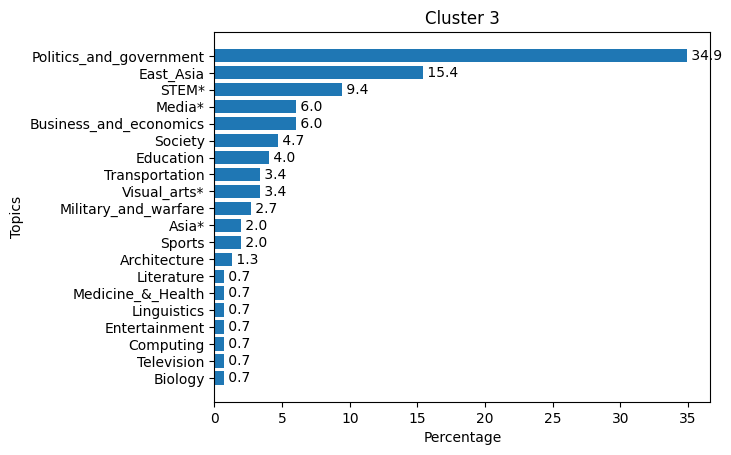 Cluster 3
Topics
Politics_and_government 34.9
East_Asia 15.4
STEM* 9.4
Media* 6.0
Business_and_economics 6.0
Society 4.7
Education 4.0
Transportation 3.4
Visual_arts* 3.4
Military_and_warfare 2.7
Asia* 2.0
Sports 2.0
Architecture 1.3
Literature 0.7
Medicine_&_Health 0.7
Linguistics 0.7
Entertainment 0.7
Computing 0.7
Television 0.7
Biology 0.7
0 5 10 15 20 25 30 35
Percentage